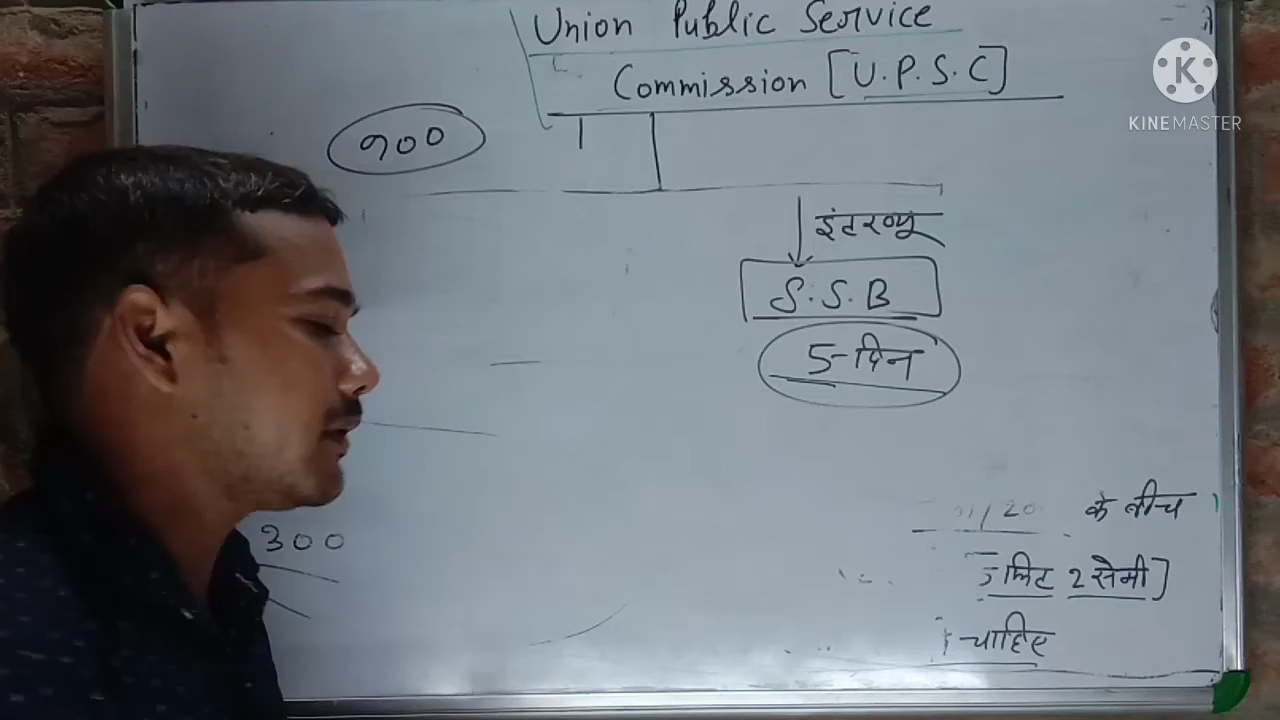 Union Public Service
Commission [U.P.S.C]
KINEMASTER
900
इंटरव्यू
S.S.B
5-दिन
300
के बीच
फिट 2 सेमी]
चाहिए